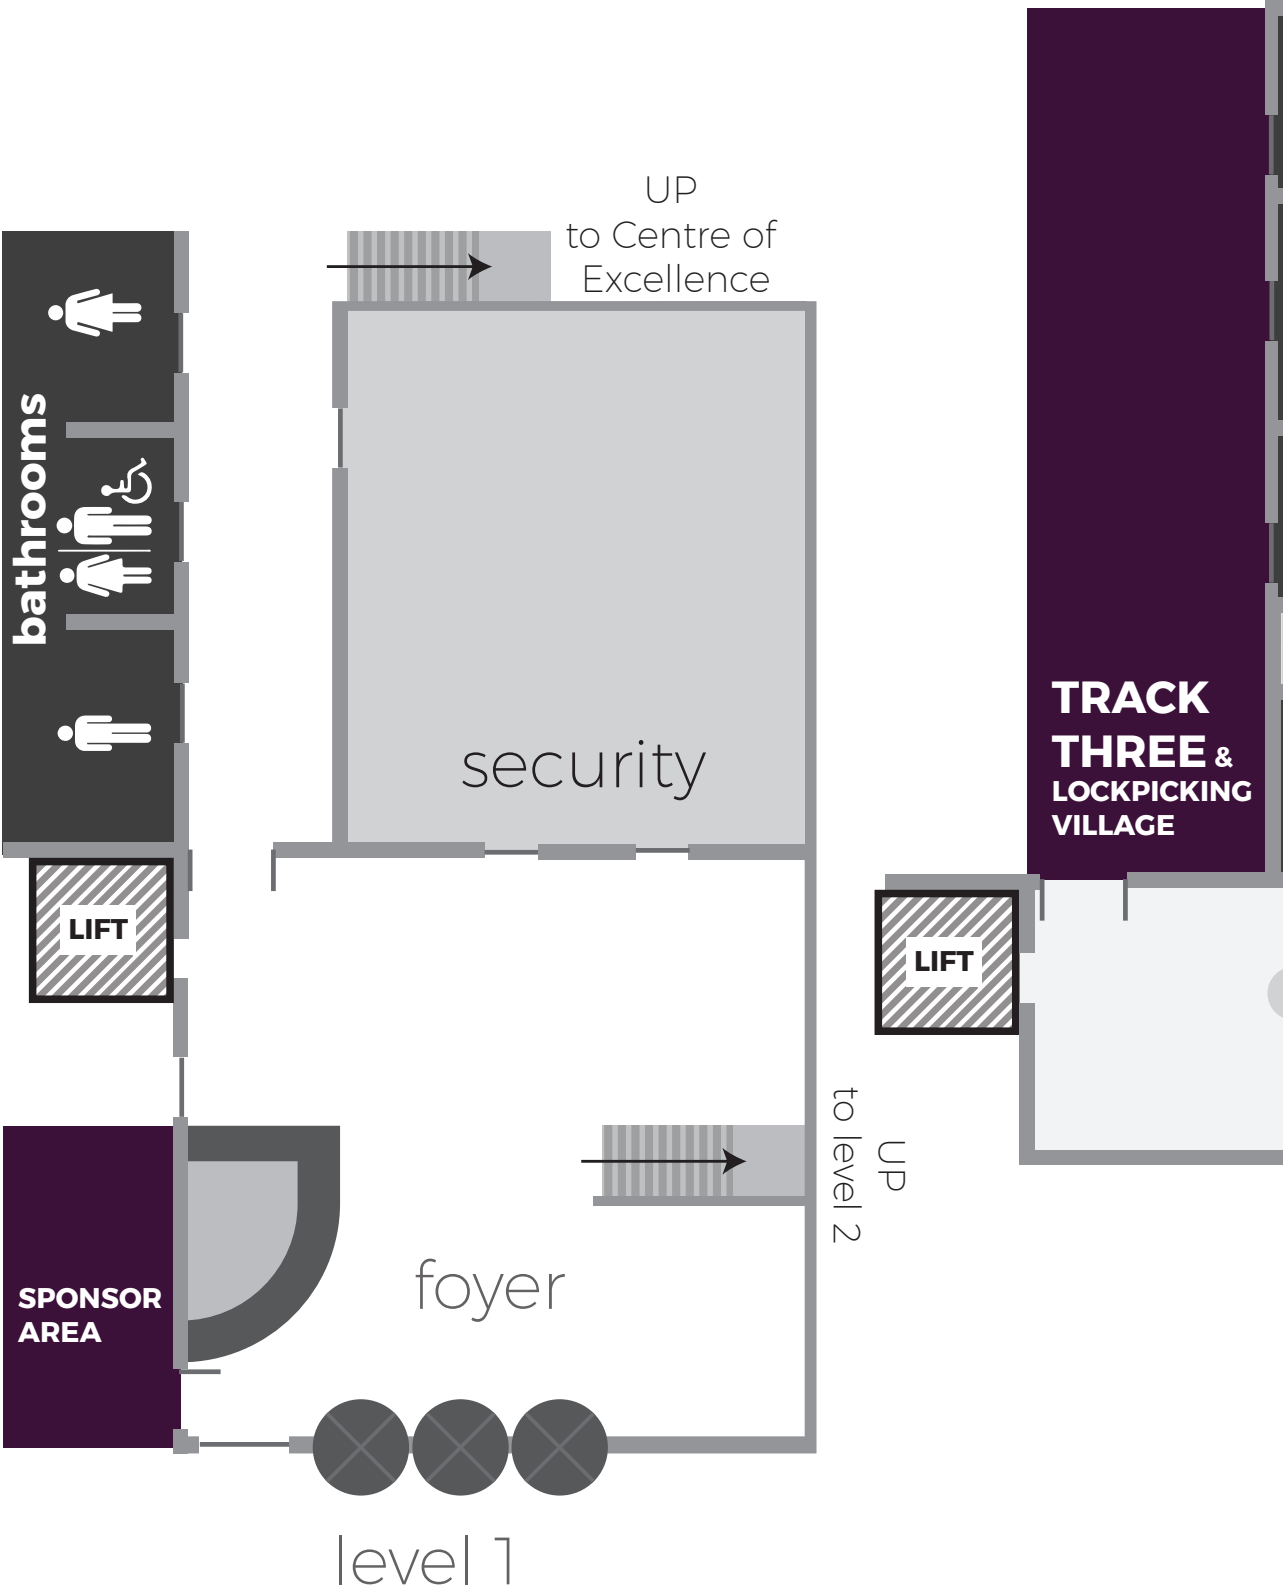 UP
to Centre of
Excellence
bathrooms
security
TRACK
THREE &
LOCKPICKING
VILLAGE
LIFT
LIFT
UP
to level 2
SPONSOR
AREA
foyer
level 1